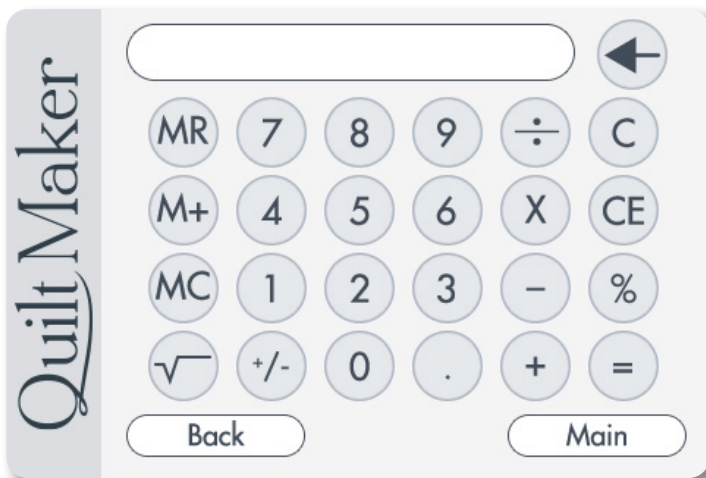 Quilt Maker
MR 7 8 9 ÷ C
M+ 4 5 6 X CE
MC 1 2 3 − %
√ +/- 0 . + =
Back Main